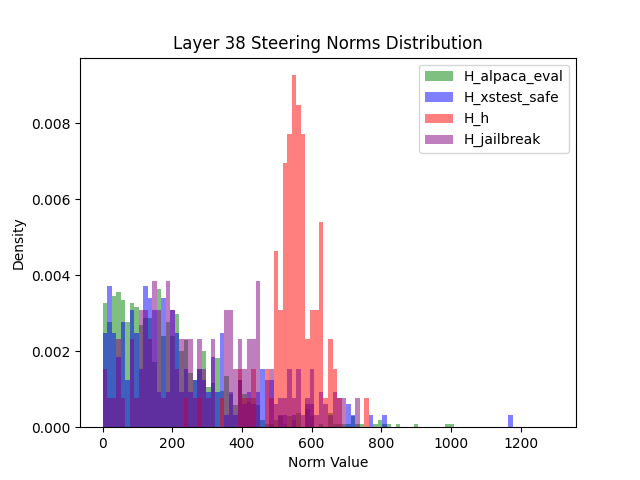 Layer 38 Steering Norms Distribution
H_alpaca_eval
H_xstest_safe
H_h
H_jailbreak
Density
0.008
0.006
0.004
0.002
0.000
0
200
400
600
800
1000
1200
Norm Value